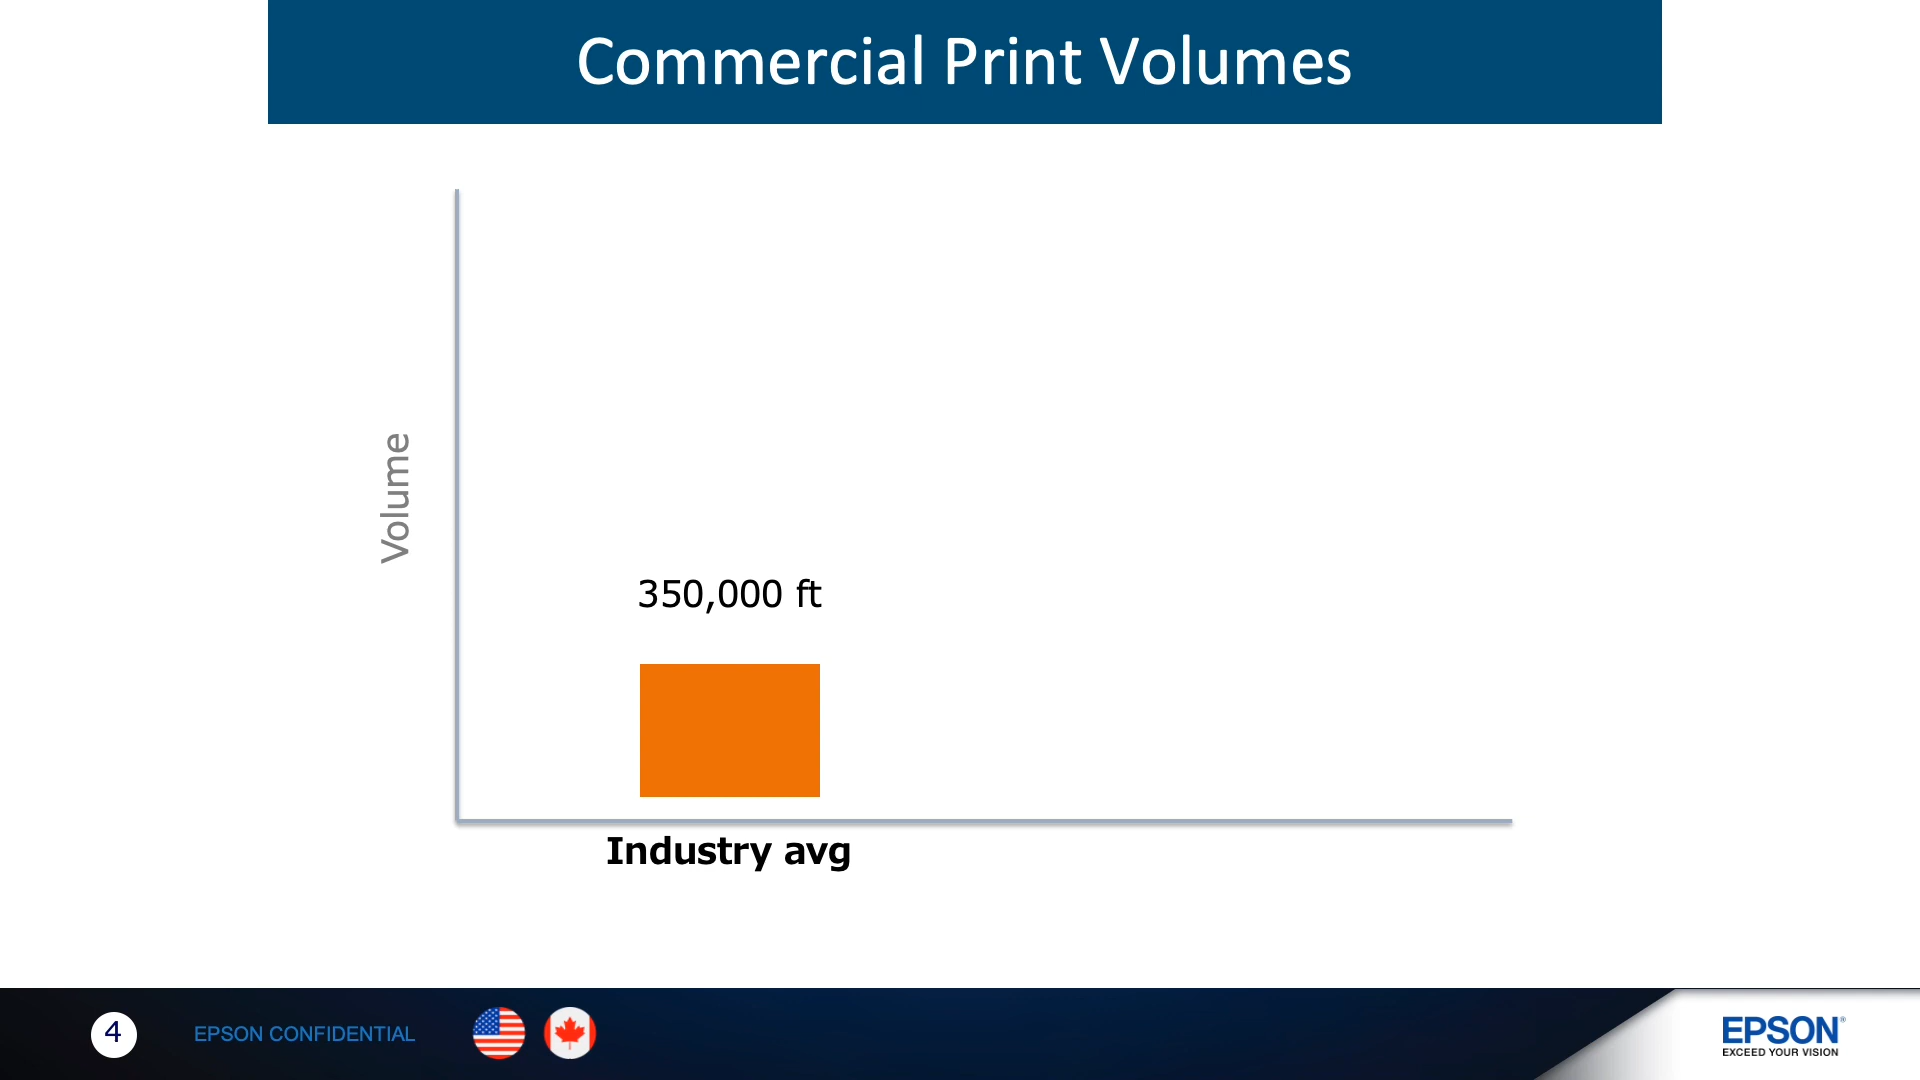 Commercial Print Volumes
Volume
350,000 ft
Industry avg
4
EPSON CONFIDENTIAL
EPSON®
EXCEED YOUR VISION